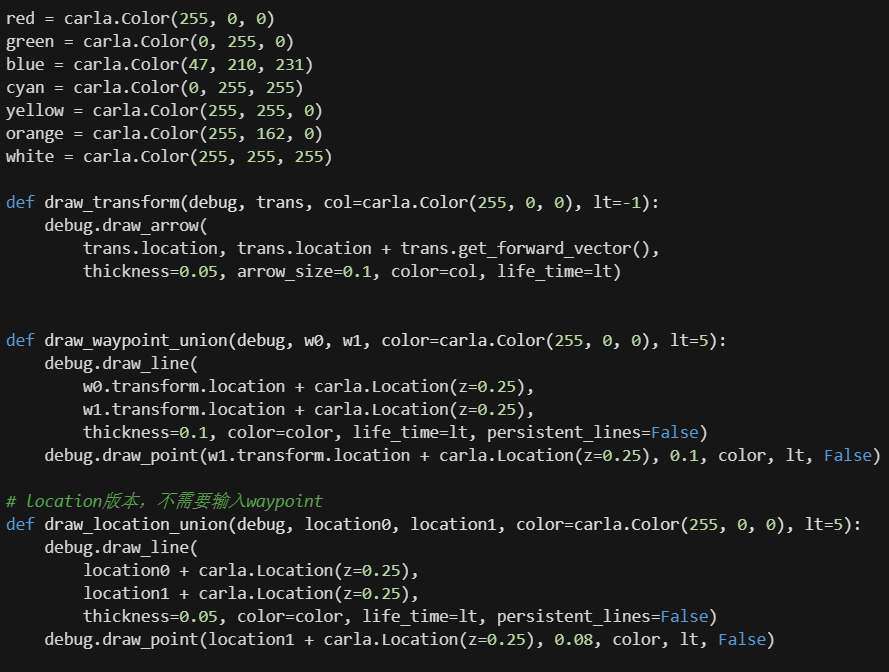 red = carla.Color(255, 0, 0)
green = carla.Color(0, 255, 0)
blue = carla.Color(47, 210, 231)
cyan = carla.Color(0, 255, 255)
yellow = carla.Color(255, 255, 0)
orange = carla.Color(255, 162, 0)
white = carla.Color(255, 255, 255)

def draw_transform(debug, trans, col=carla.Color(255, 0, 0), lt=-1):
    debug.draw_arrow(
        trans.location, trans.location + trans.get_forward_vector(),
        thickness=0.05, arrow_size=0.1, color=col, life_time=lt)


def draw_waypoint_union(debug, w0, w1, color=carla.Color(255, 0, 0), lt=5):
    debug.draw_line(
        w0.transform.location + carla.Location(z=0.25),
        w1.transform.location + carla.Location(z=0.25),
        thickness=0.1, color=color, life_time=lt, persistent_lines=False)
    debug.draw_point(w1.transform.location + carla.Location(z=0.25), 0.1, color, lt, False)

# location版本，不需要输入waypoint
def draw_location_union(debug, location0, location1, color=carla.Color(255, 0, 0), lt=5):
    debug.draw_line(
        location0 + carla.Location(z=0.25),
        location1 + carla.Location(z=0.25),
        thickness=0.05, color=color, life_time=lt, persistent_lines=False)
    debug.draw_point(location1 + carla.Location(z=0.25), 0.08, color, lt, False)